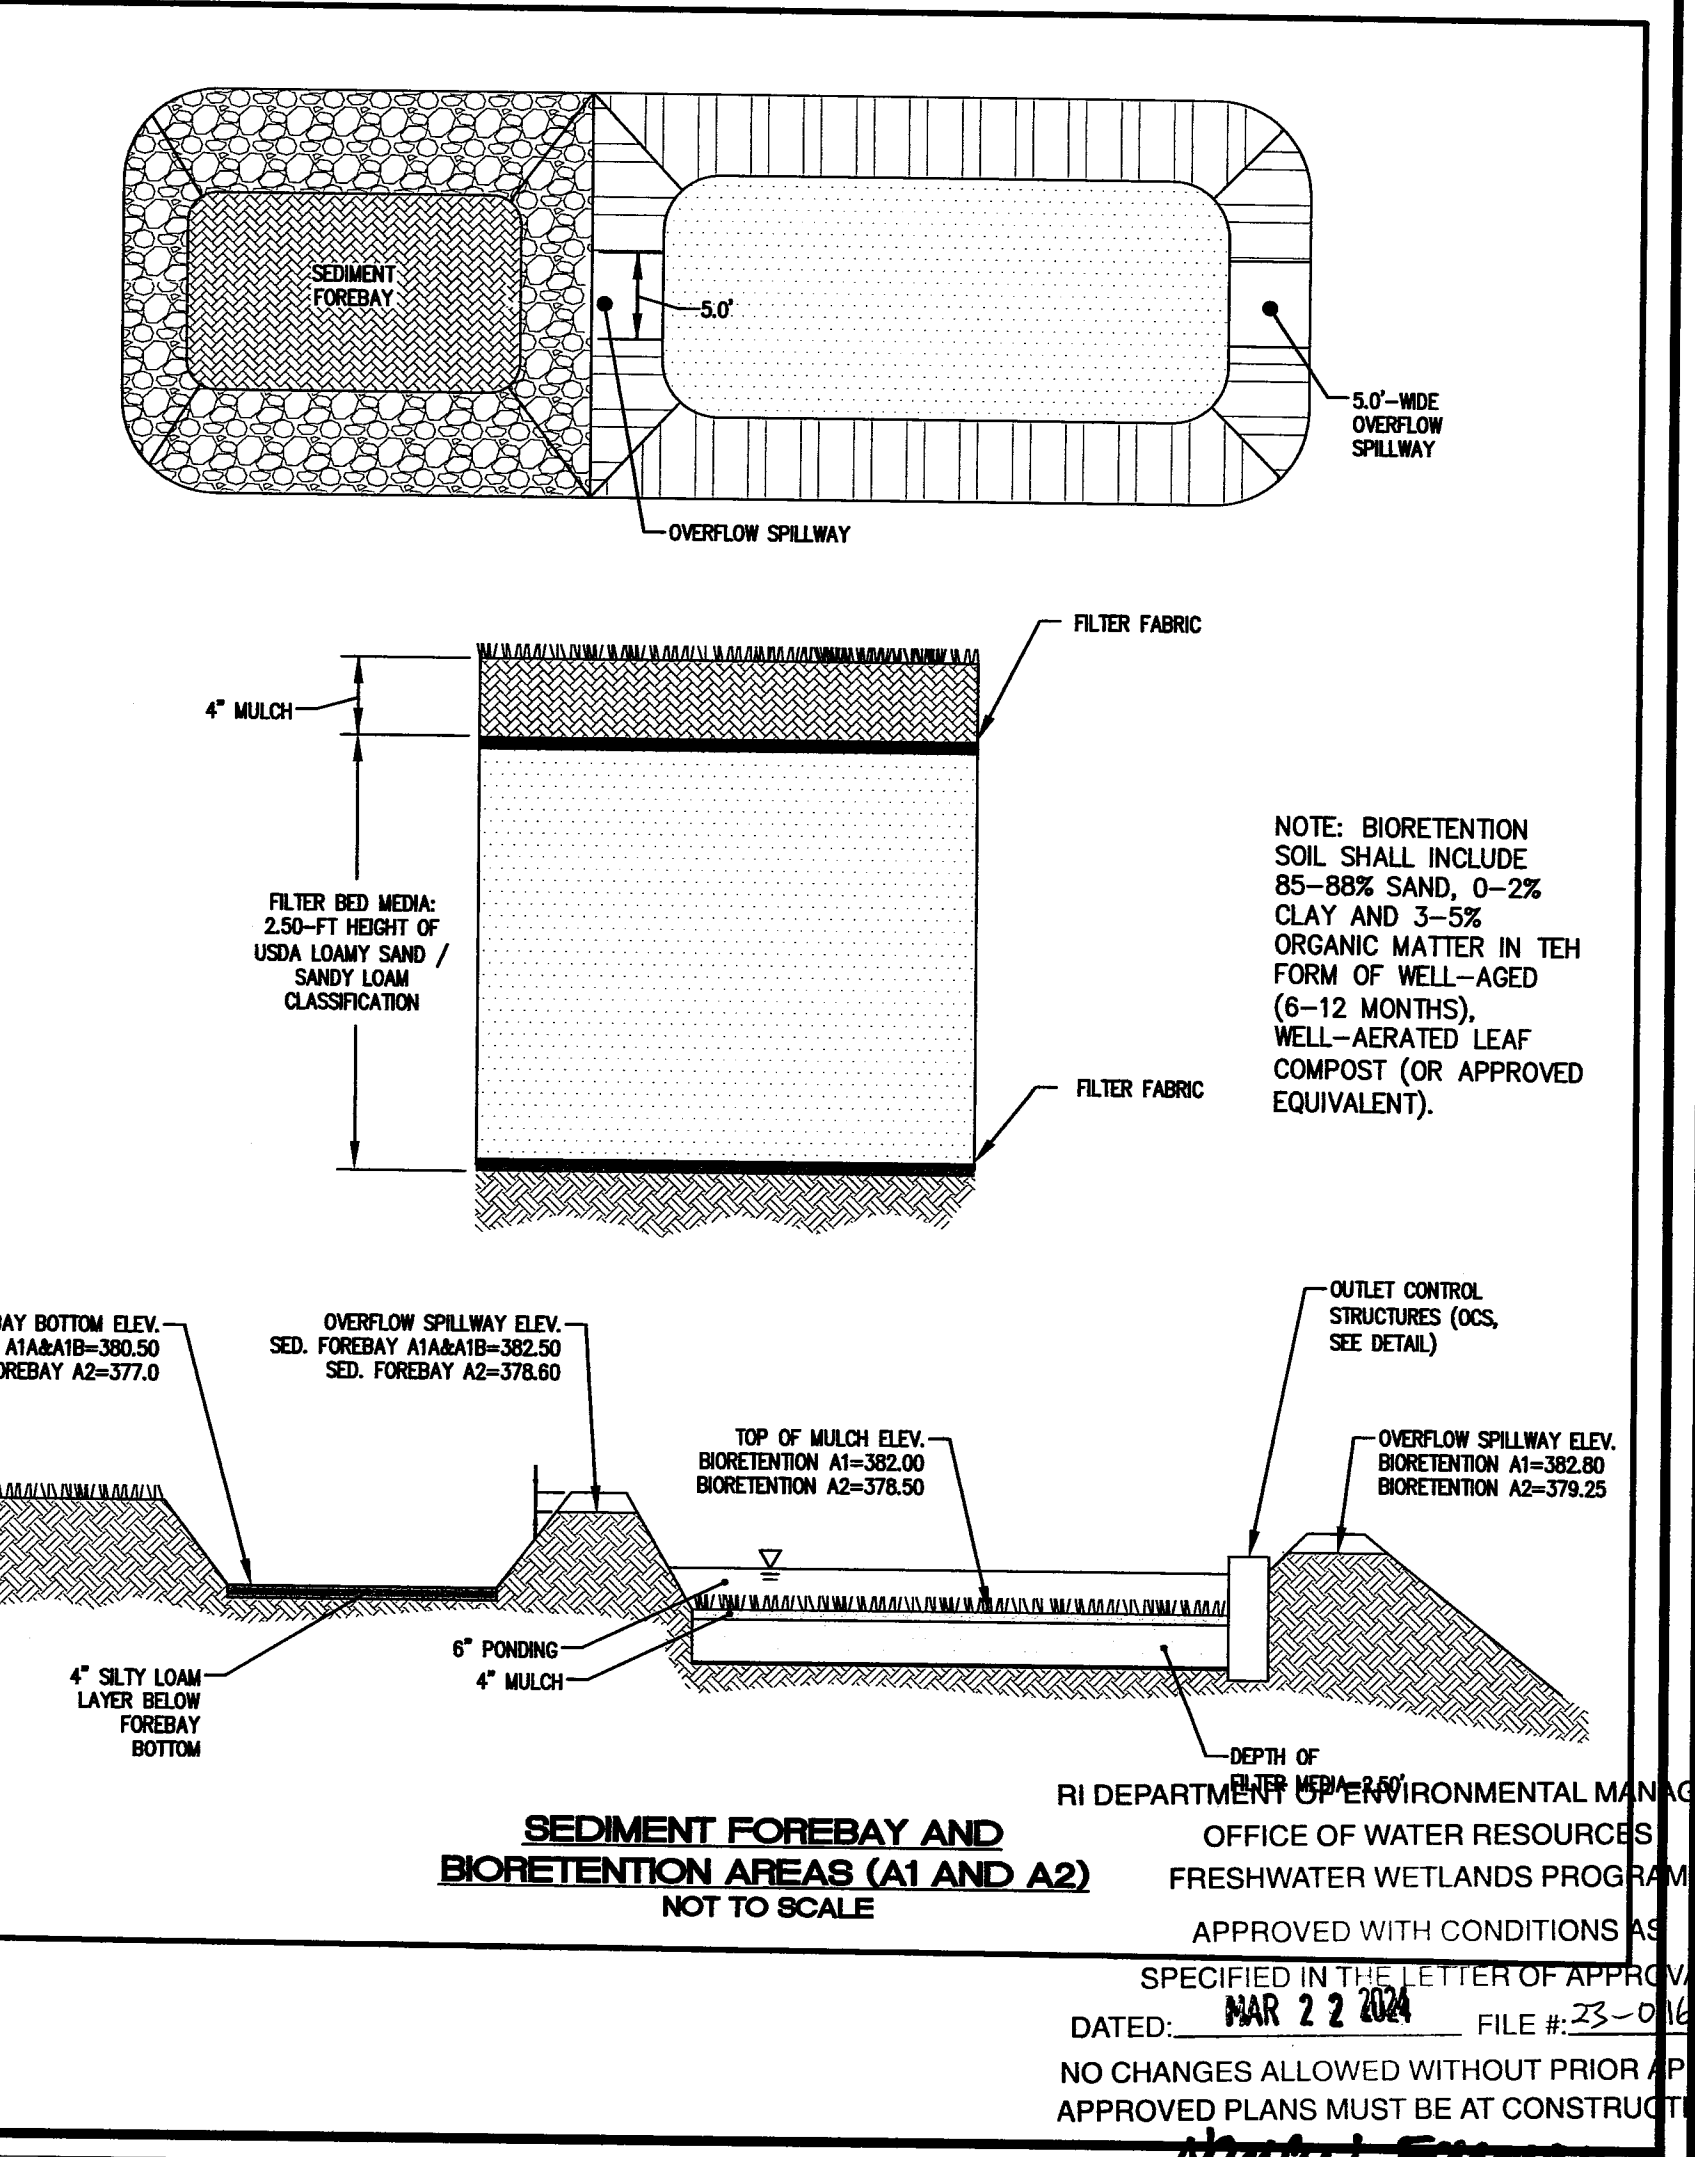 SEDIMENT
FOREBAY
5.0'
5.0'-WIDE
OVERFLOW
SPILLWAY
OVERFLOW SPILLWAY
FILTER FABRIC
4" MULCH
FILTER BED MEDIA:
2.50-FT HEIGHT OF
USDA LOAMY SAND /
SANDY LOAM
CLASSIFICATION
NOTE: BIORETENTION
SOIL SHALL INCLUDE
85-88% SAND, 0-2%
CLAY AND 3-5%
ORGANIC MATTER IN TEH
FORM OF WELL-AGED
(6-12 MONTHS),
WELL-AERATED LEAF
COMPOST (OR APPROVED
EQUIVALENT).
FILTER FABRIC
AY BOTTOM ELEV.
A1A&A1B=380.50
OREBAY A2=377.0
OVERFLOW SPILLWAY ELEV.
SED. FOREBAY A1A&A1B=382.50
SED. FOREBAY A2=378.60
OUTLET CONTROL
STRUCTURES (OCS,
SEE DETAIL)
TOP OF MULCH ELEV.
BIORETENTION A1=382.00
BIORETENTION A2=378.50
OVERFLOW SPILLWAY ELEV.
BIORETENTION A1=382.80
BIORETENTION A2=379.25
6" PONDING
4" MULCH
4" SILTY LOAM
LAYER BELOW
FOREBAY
BOTTOM
DEPTH OF
FILTER MEDIA=2.50'
SEDIMENT FOREBAY AND
BIORETENTION AREAS (A1 AND A2)
NOT TO SCALE
RI DEPARTMENT OF ENVIRONMENTAL MANAG
OFFICE OF WATER RESOURCES
FRESHWATER WETLANDS PROGRAM
APPROVED WITH CONDITIONS AS
SPECIFIED IN THE LETTER OF APPROVA
DATED: MAR 22 2024 FILE #: 23-016
NO CHANGES ALLOWED WITHOUT PRIOR AP
APPROVED PLANS MUST BE AT CONSTRUCTI